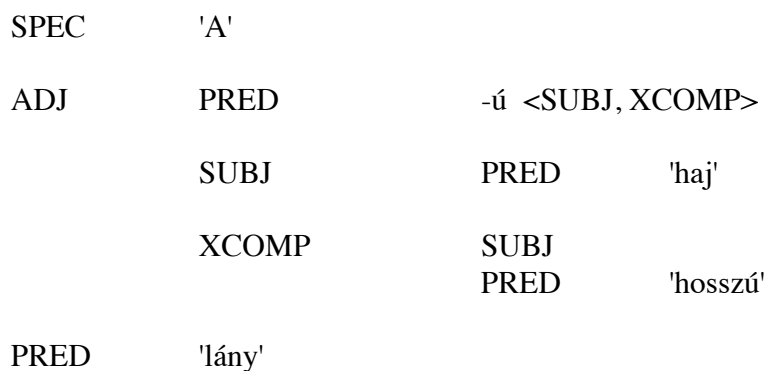 SPEC 'A'
ADJ PRED -ú <SUBJ, XCOMP>
SUBJ PRED 'haj'
XCOMP SUBJ
PRED 'hosszú'
PRED 'lány'